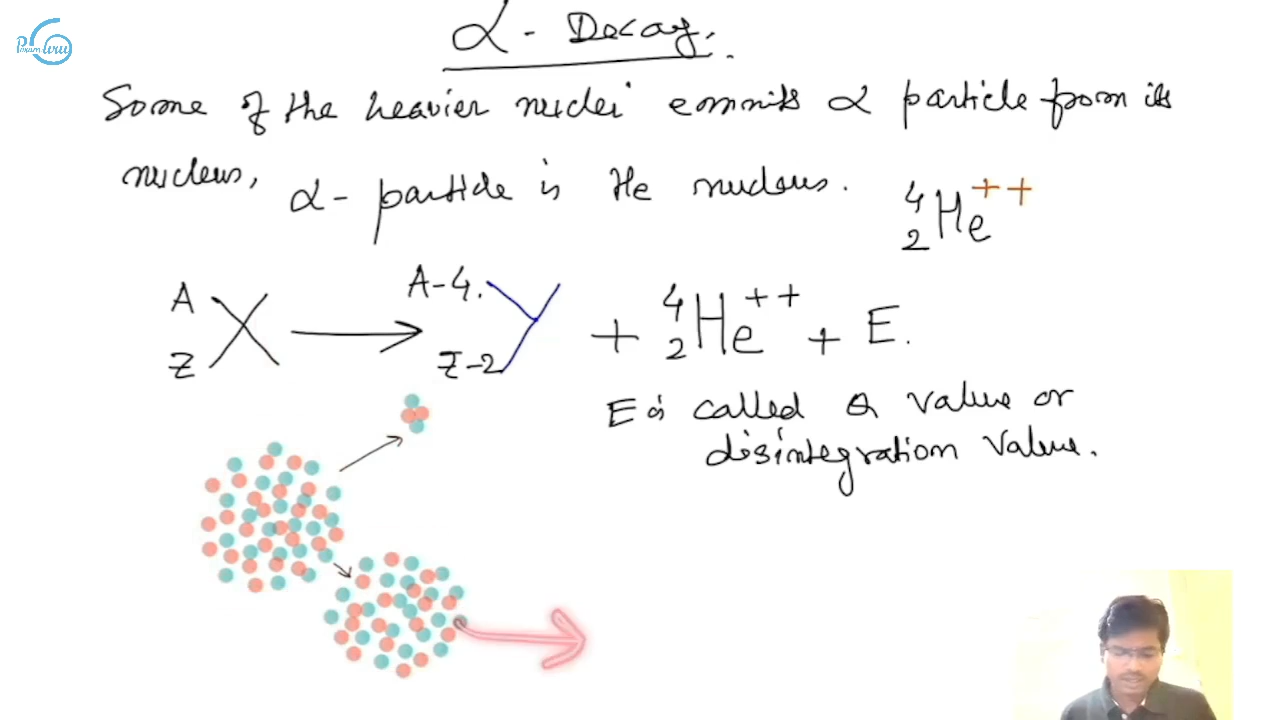 α - Decay.
Some of the heavier nuclei emmits α particle from its
nucleus, α - particle is He nucleus. ⁴₂He⁺⁺
ᴬ_Z X ⟶ ᴬ⁻⁴_Z-2 Y + ⁴₂He⁺⁺ + E.
E is called Q value or
disintegration value.